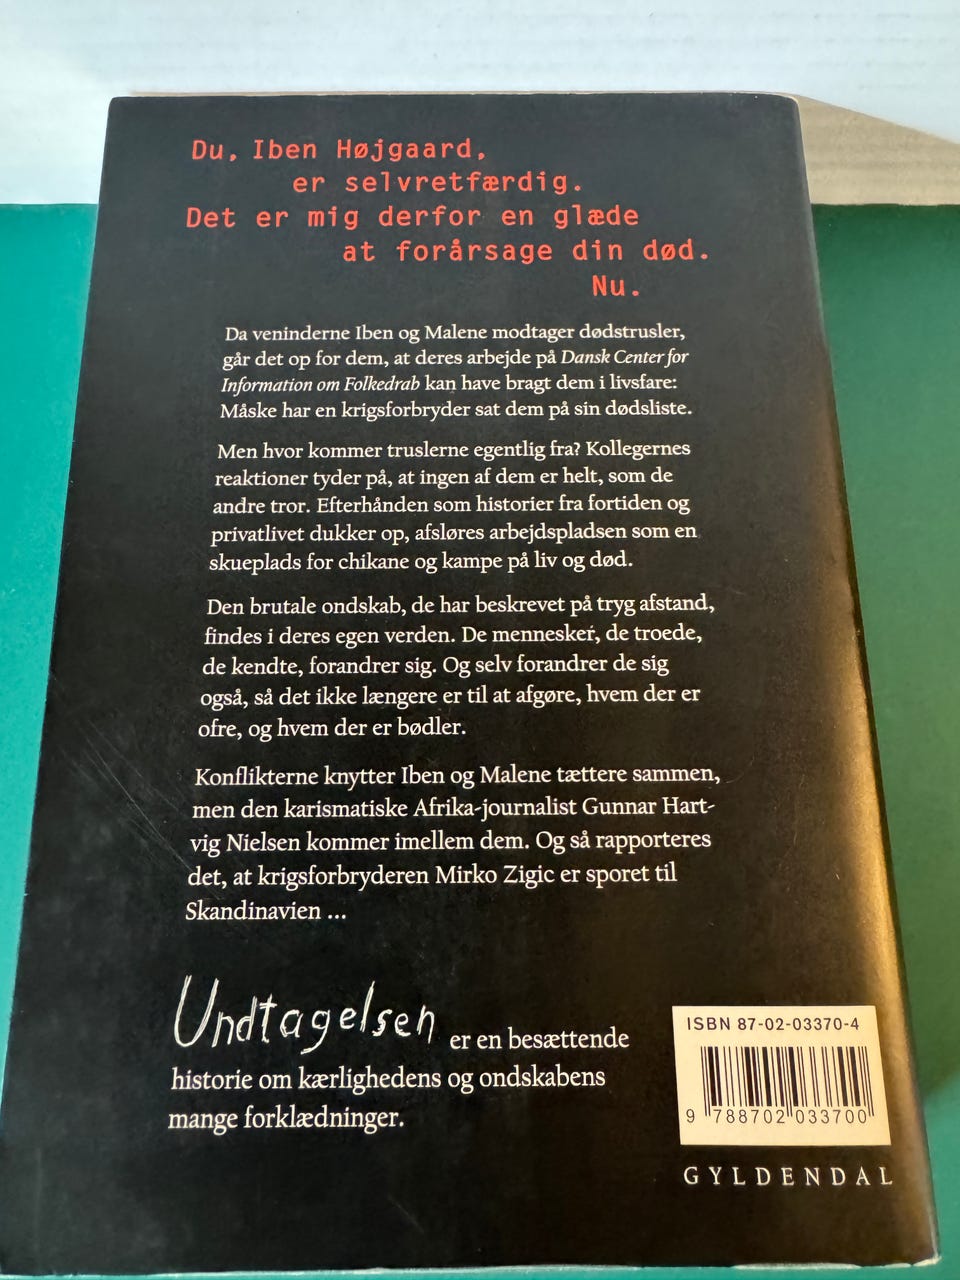 Du, Iben Højgaard,
er selvretfærdig.
Det er mig derfor en glæde
at forårsage din død.
Nu.
Da veninderne Iben og Malene modtager dødstrusler,
går det op for dem, at deres arbejde på Dansk Center for
Information om Folkedrab kan have bragt dem i livsfare:
Måske har en krigsforbryder sat dem på sin dødsliste.
Men hvor kommer truslerne egentlig fra? Kollegernes
reaktioner tyder på, at ingen af dem er helt, som de
andre tror. Efterhånden som historier fra fortiden og
privatlivet dukker op, afsløres arbejdspladsen som en
skueplads for chikane og kampe på liv og død.
Den brutale ondskab, de har beskrevet på tryg afstand,
findes i deres egen verden. De mennesker, de troede,
de kendte, forandrer sig. Og selv forandrer de sig
også, så det ikke længere er til at afgøre, hvem der er
ofre, og hvem der er bødler.
Konflikterne knytter Iben og Malene tættere sammen,
men den karismatiske Afrika-journalist Gunnar Hart-
vig Nielsen kommer imellem dem. Og så rapporteres
det, at krigsforbryderen Mirko Zigic er sporet til
Skandinavien ...
Undtagelsen er en besættende
historie om kærlighedens og ondskabens
mange forklædninger.
ISBN 87-02-03370-4
9 788702 033700
GYLDENDAL